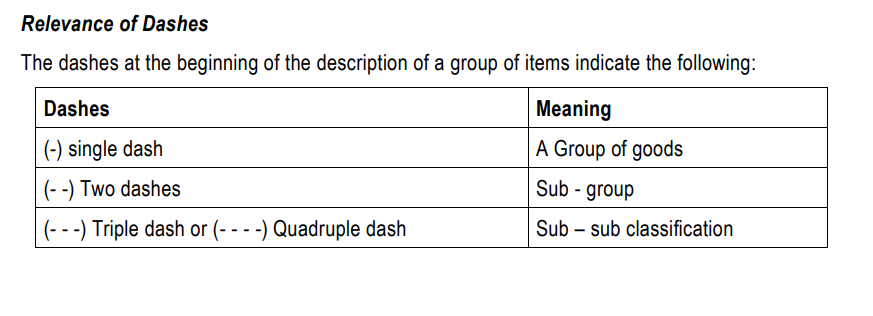 Relevance of Dashes
The dashes at the beginning of the description of a group of items indicate the following:
Dashes Meaning
(-) single dash A Group of goods
(- -) Two dashes Sub - group
(- - -) Triple dash or (- - - -) Quadruple dash Sub – sub classification